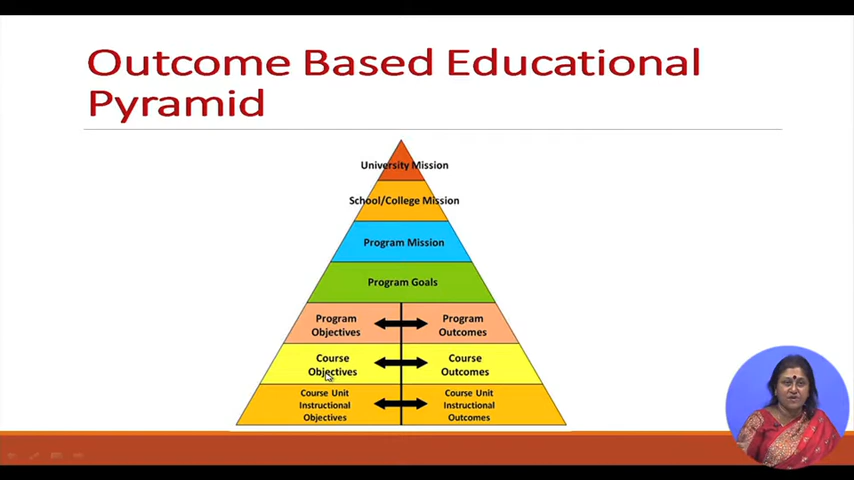 Outcome Based Educational
Pyramid
University Mission
School/College Mission
Program Mission
Program Goals
Program
Objectives
Program
Outcomes
Course
Objectives
Course
Outcomes
Course Unit
Instructional
Objectives
Course Unit
Instructional
Outcomes